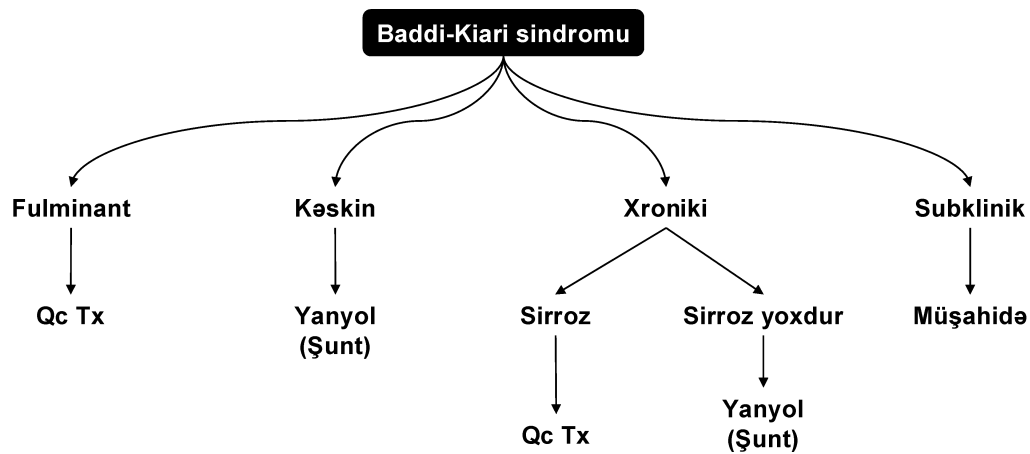 Baddi-Kiari sindromu
Fulminant
Kəskin
Xroniki
Subklinik
Qc Tx
Yanyol
(Şunt)
Sirroz
Sirroz yoxdur
Müşahidə
Qc Tx
Yanyol
(Şunt)